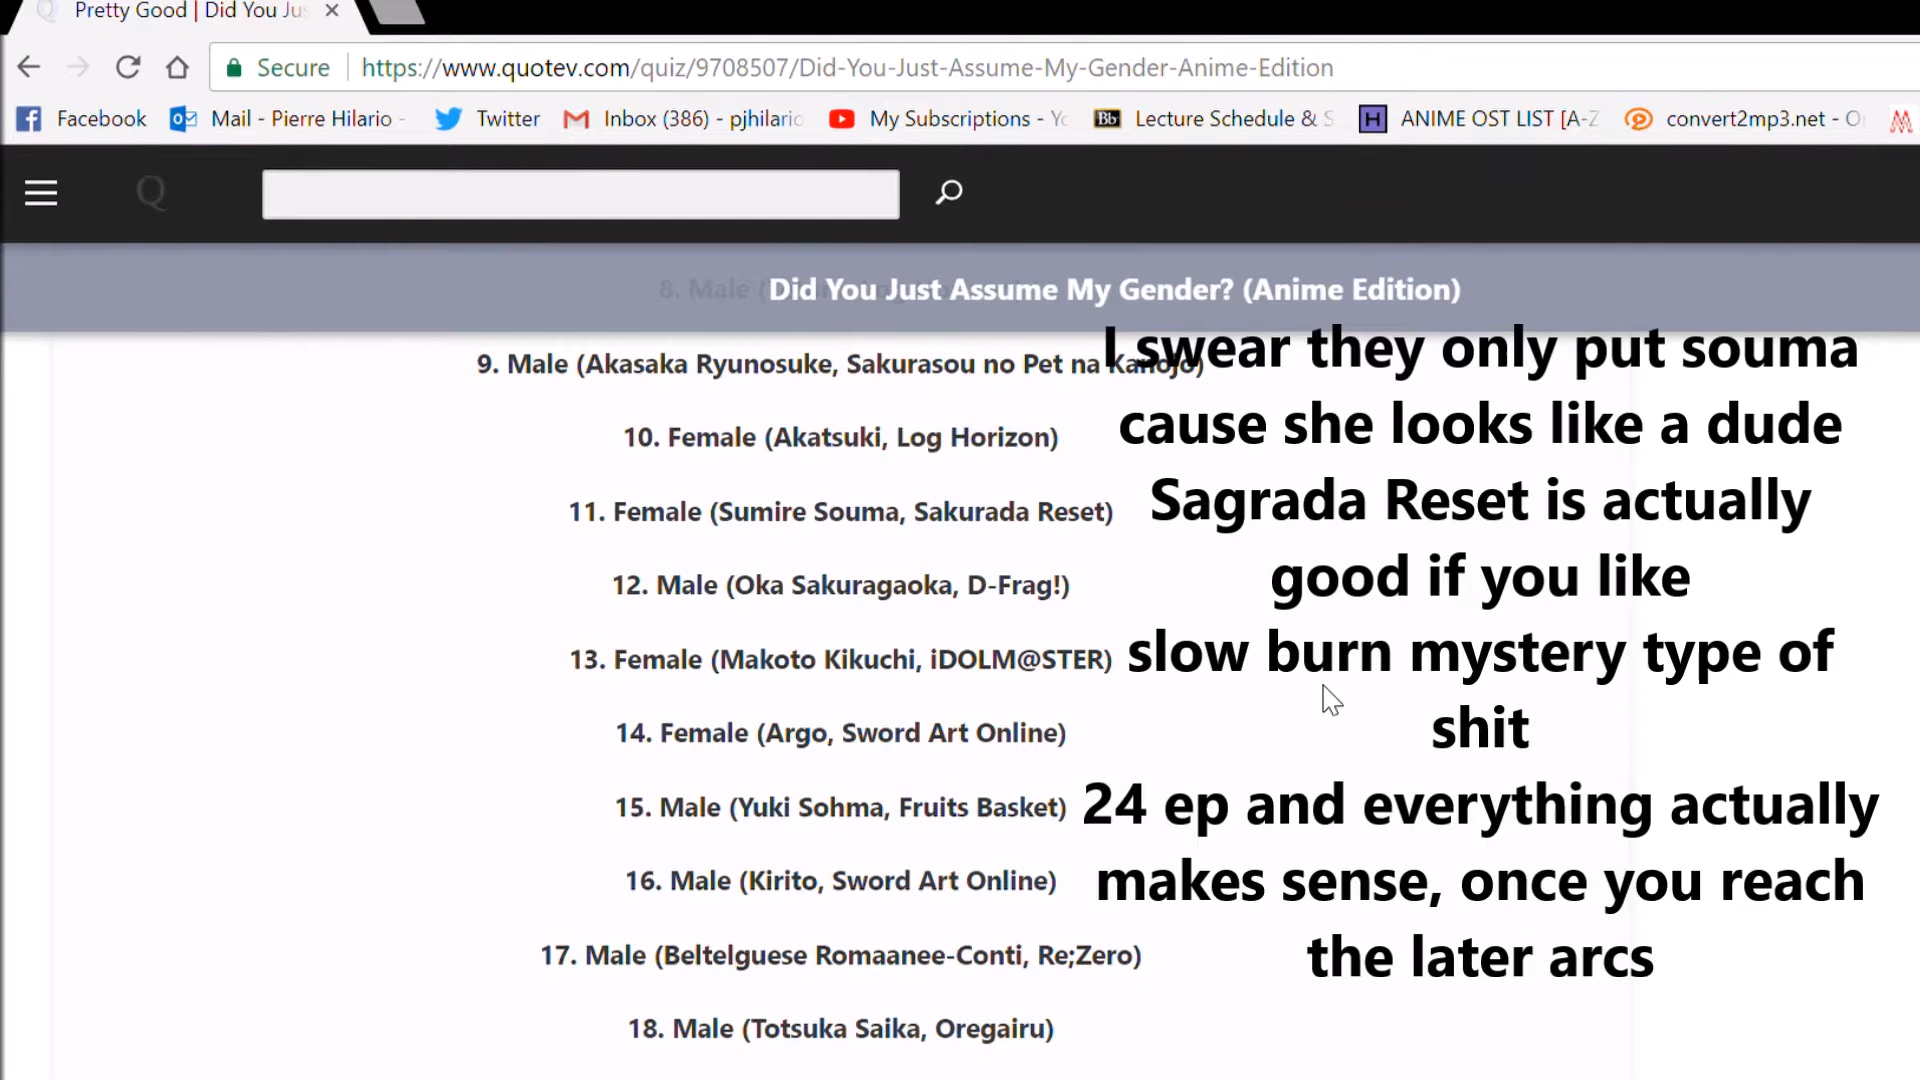 Pretty Good | Did You Jus
Secure
https://www.quotev.com/quiz/9708507/Did-You-Just-Assume-My-Gender-Anime-Edition
Facebook
Mail - Pierre Hilario -
Twitter
Inbox (386) - pjhilario
My Subscriptions - Yo
Bb
Lecture Schedule & S
H
ANIME OST LIST [A-Z
convert2mp3.net - O
Q
8. Male
Did You Just Assume My Gender? (Anime Edition)
9. Male (Akasaka Ryunosuke, Sakurasou no Pet na Kanojo)
10. Female (Akatsuki, Log Horizon)
11. Female (Sumire Souma, Sakurada Reset)
12. Male (Oka Sakuragaoka, D-Frag!)
13. Female (Makoto Kikuchi, iDOLM@STER)
14. Female (Argo, Sword Art Online)
15. Male (Yuki Sohma, Fruits Basket)
16. Male (Kirito, Sword Art Online)
17. Male (Beltelguese Romaanee-Conti, Re;Zero)
18. Male (Totsuka Saika, Oregairu)
I swear they only put souma
cause she looks like a dude
Sagrada Reset is actually
good if you like
slow burn mystery type of
shit
24 ep and everything actually
makes sense, once you reach
the later arcs